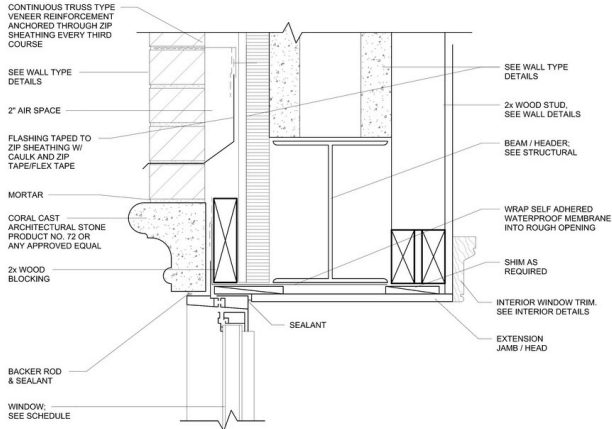 CONTINUOUS TRUSS TYPE
VENEER REINFORCEMENT
ANCHORED THROUGH ZIP
SHEATHING EVERY THIRD
COURSE
SEE WALL TYPE
DETAILS
2" AIR SPACE
FLASHING TAPED TO
ZIP SHEATHING W/
CAULK AND ZIP
TAPE/FLEX TAPE
MORTAR
CORAL CAST
ARCHITECTURAL STONE
PRODUCT NO. 72 OR
ANY APPROVED EQUAL
2x WOOD
BLOCKING
BACKER ROD
& SEALANT
WINDOW;
SEE SCHEDULE
SEALANT
SEE WALL TYPE
DETAILS
2x WOOD STUD,
SEE WALL DETAILS
BEAM / HEADER;
SEE STRUCTURAL
WRAP SELF ADHERED
WATERPROOF MEMBRANE
INTO ROUGH OPENING
SHIM AS
REQUIRED
INTERIOR WINDOW TRIM.
SEE INTERIOR DETAILS
EXTENSION
JAMB / HEAD